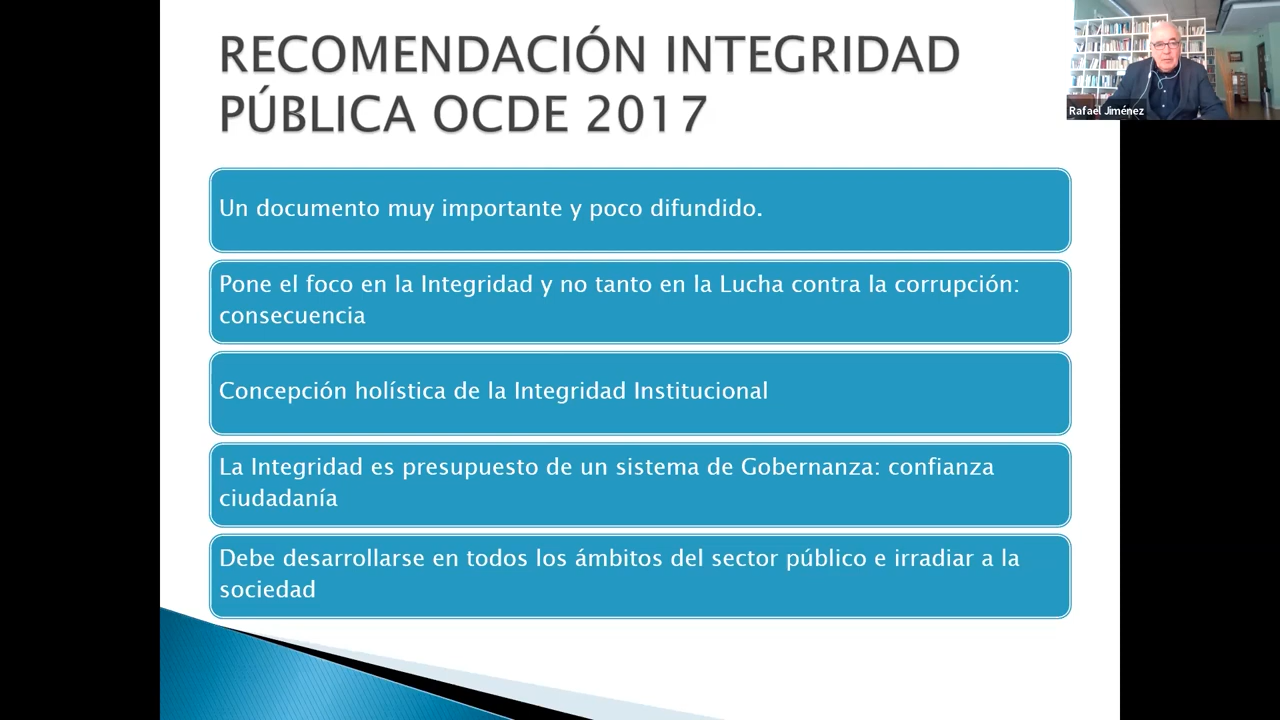 RECOMENDACIÓN INTEGRIDAD
PÚBLICA OCDE 2017
Rafael Jiménez
Un documento muy importante y poco difundido.
Pone el foco en la Integridad y no tanto en la Lucha contra la corrupción:
consecuencia
Concepción holística de la Integridad Institucional
La Integridad es presupuesto de un sistema de Gobernanza: confianza
ciudadanía
Debe desarrollarse en todos los ámbitos del sector público e irradiar a la
sociedad